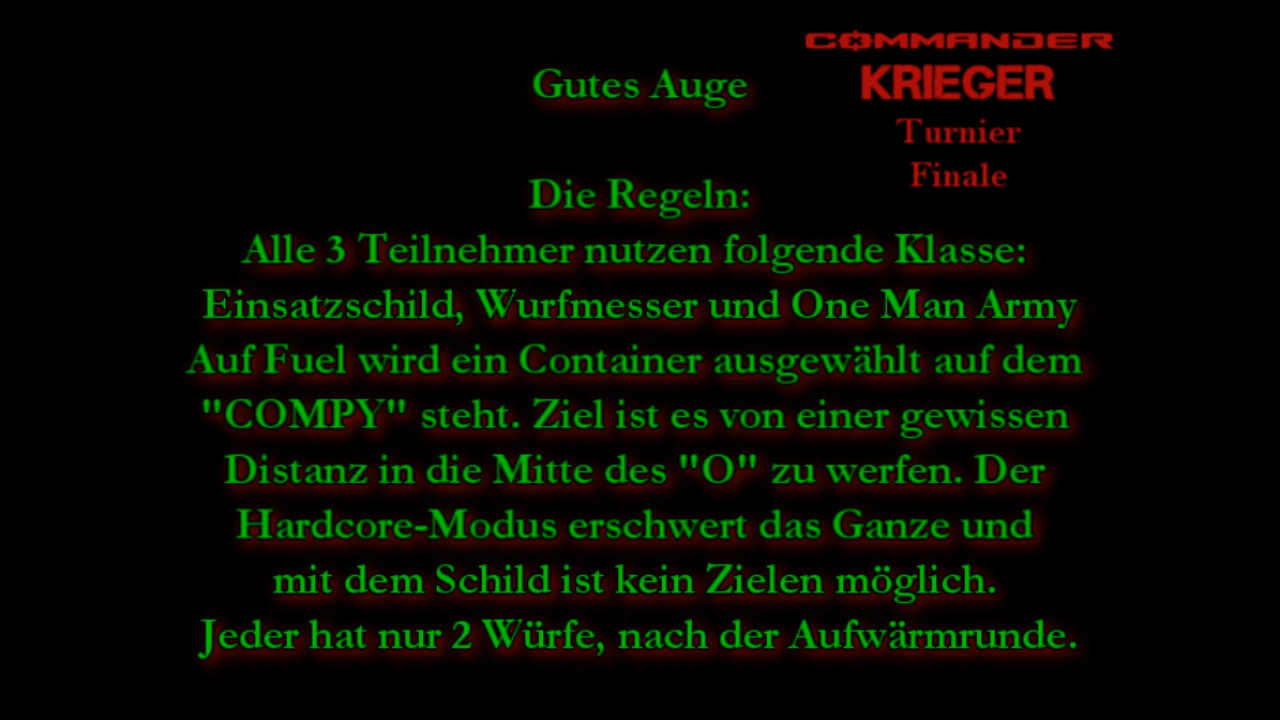 COMMANDER
KRIEGER
Turnier
Finale
Gutes Auge
Die Regeln:
Alle 3 Teilnehmer nutzen folgende Klasse:
Einsatzschild, Wurfmesser und One Man Army
Auf Fuel wird ein Container ausgewählt auf dem
"COMPY" steht. Ziel ist es von einer gewissen
Distanz in die Mitte des "O" zu werfen. Der
Hardcore-Modus erschwert das Ganze und
mit dem Schild ist kein Zielen möglich.
Jeder hat nur 2 Würfe, nach der Aufwärmrunde.